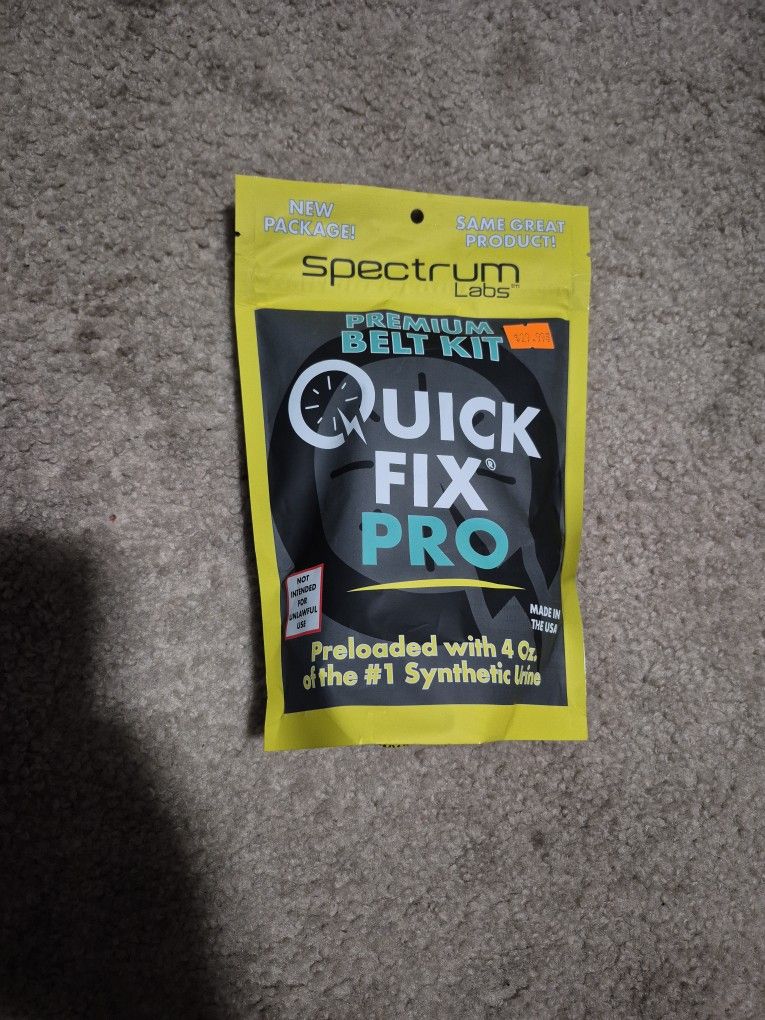 NEW
PACKAGE!
SAME GREAT
PRODUCT!
spectrum
Labs™
PREMIUM
BELT KIT
QUICK
FIX®
PRO
NOT
INTENDED
FOR
UNLAWFUL
USE
MADE IN
THE USA
Preloaded with 4 Oz.
of the #1 Synthetic Urine